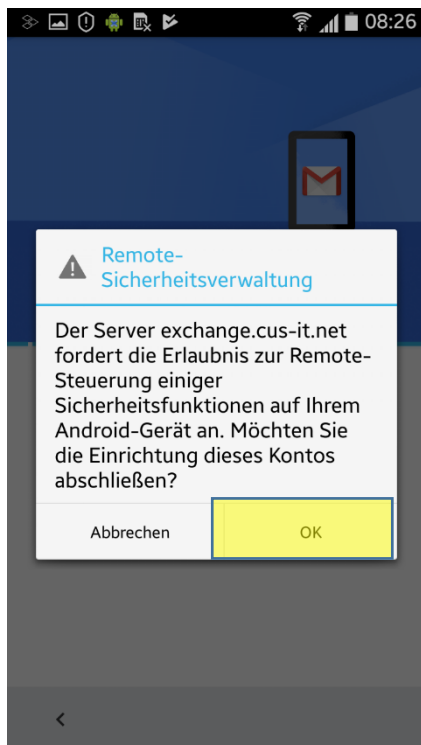 08:26
Remote-
Sicherheitsverwaltung
Der Server exchange.cus-it.net
fordert die Erlaubnis zur Remote-
Steuerung einiger
Sicherheitsfunktionen auf Ihrem
Android-Gerät an. Möchten Sie
die Einrichtung dieses Kontos
abschließen?
Abbrechen OK